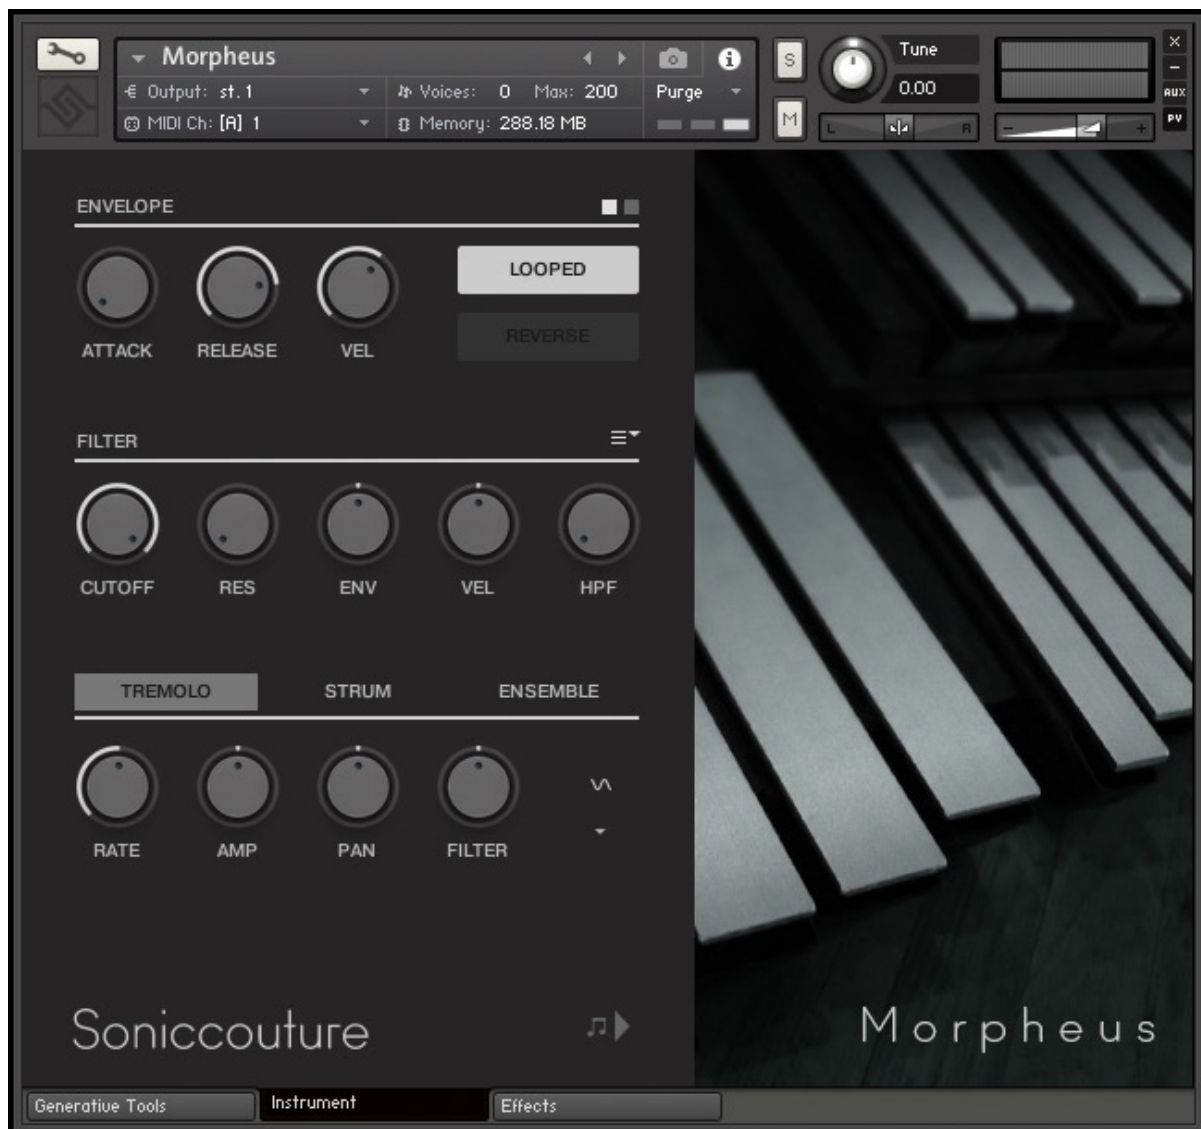 Morpheus
Output: st.1
Voices: 0 Max: 200
Purge
MIDI Ch: [A] 1
Memory: 288.18 MB
S
M
Tune
0.00
L
R
-
+
X
-
AUX
PV
ENVELOPE
ATTACK
RELEASE
VEL
LOOPED
REVERSE
FILTER
CUTOFF
RES
ENV
VEL
HPF
TREMOLO
STRUM
ENSEMBLE
RATE
AMP
PAN
FILTER
Soniccouture
Morpheus
Generative Tools
Instrument
Effects